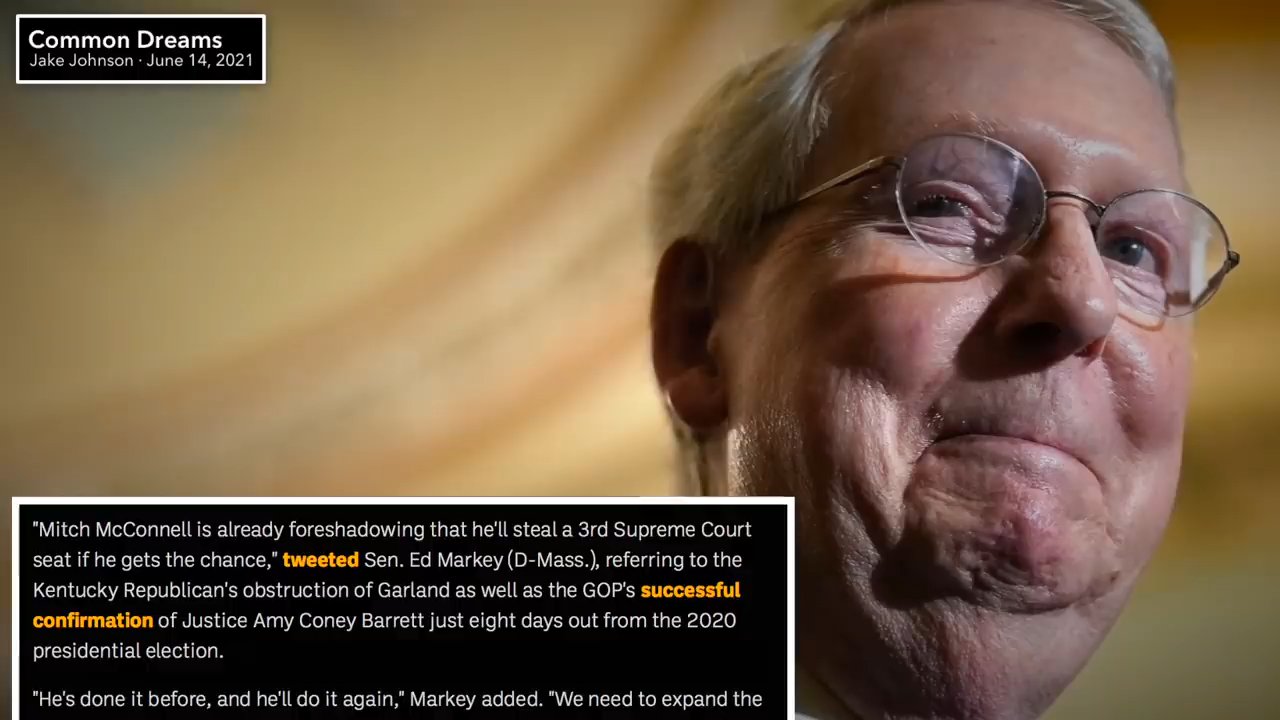 Common Dreams
Jake Johnson · June 14, 2021
"Mitch McConnell is already foreshadowing that he'll steal a 3rd Supreme Court
seat if he gets the chance," tweeted Sen. Ed Markey (D-Mass.), referring to the
Kentucky Republican's obstruction of Garland as well as the GOP's successful
confirmation of Justice Amy Coney Barrett just eight days out from the 2020
presidential election.
"He's done it before, and he'll do it again," Markey added. "We need to expand the